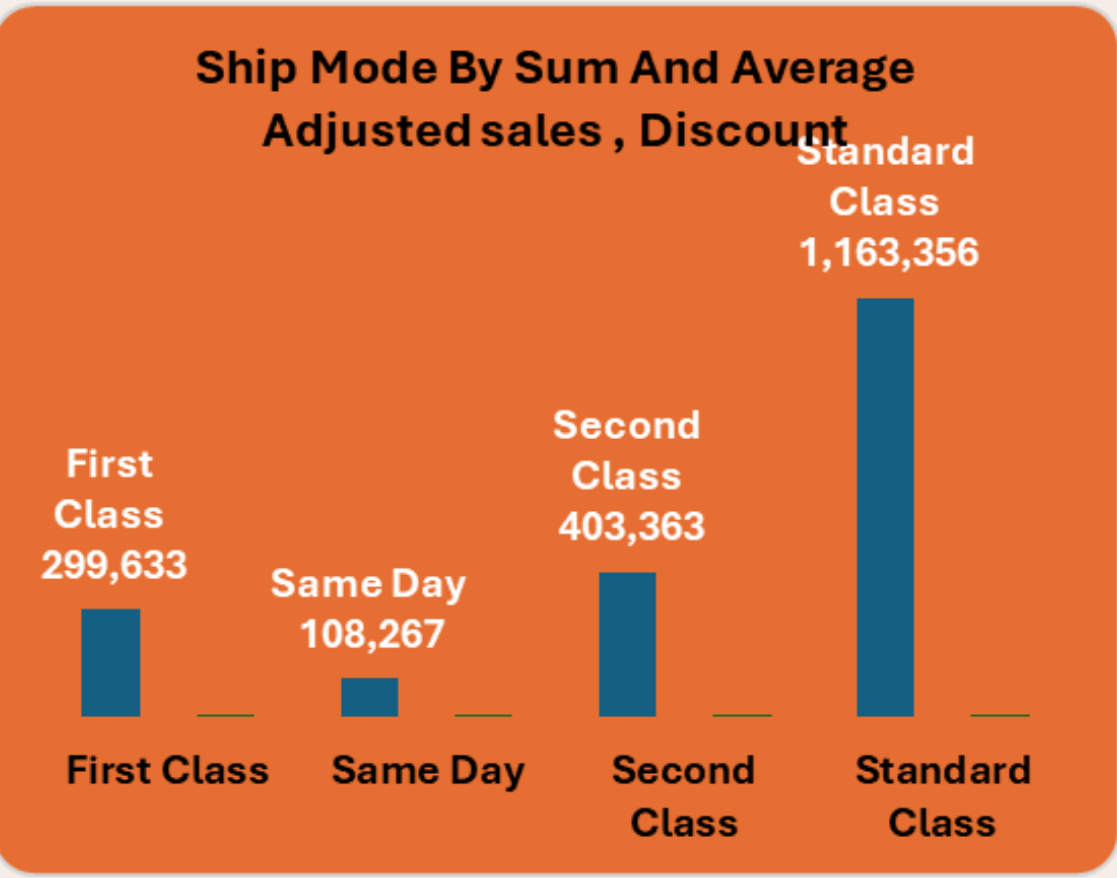 Ship Mode By Sum And Average
Adjusted sales , Discount
Standard
Class
1,163,356
Second
Class
403,363
First
Class
299,633
Same Day
108,267
First Class
Same Day
Second
Class
Standard
Class